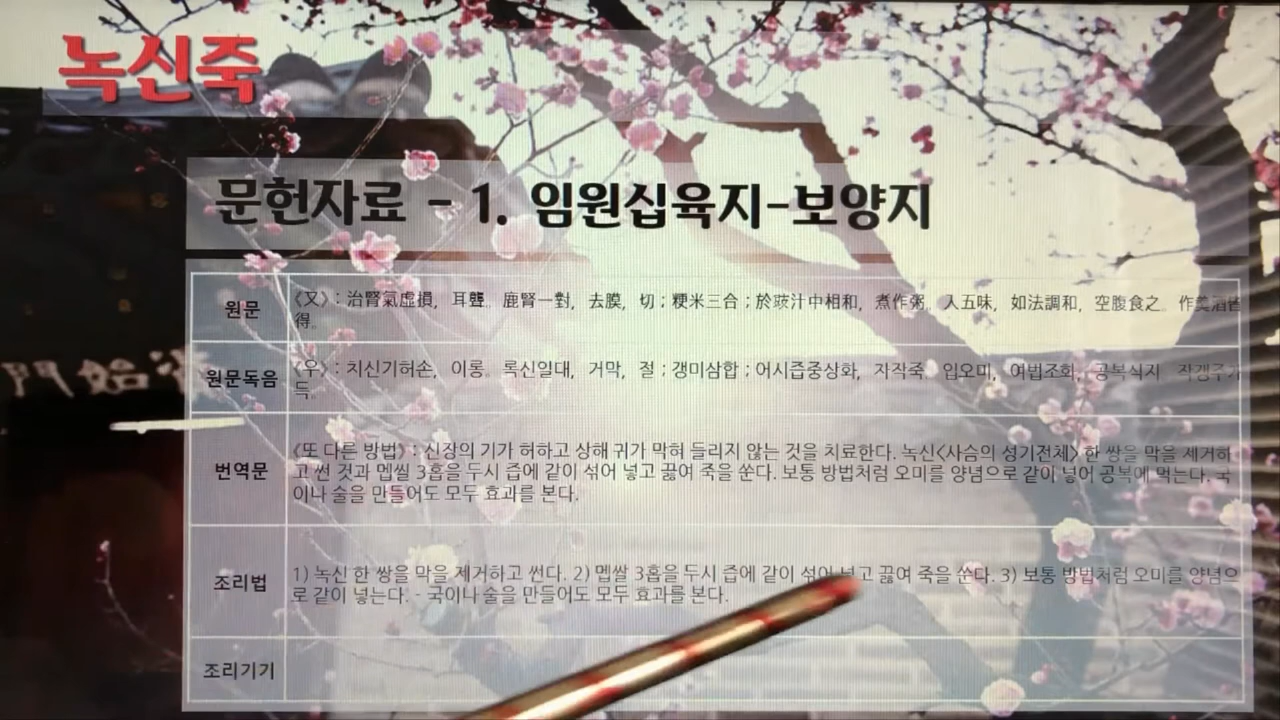 녹신죽
문헌자료 - 1. 임원십육지-보양지
원문
《又》: 治腎氣虛損, 耳聾. 鹿腎一對, 去膜, 切; 粳米三合; 於豉汁中相和, 煮作粥. 入五味, 如法調和, 空腹食之. 作羹酒皆
得.
원문독음
《우》: 치신기허손, 이롱. 록신일대, 거막, 절; 갱미삼합; 어시즙중상화, 자작죽. 입오미, 여법조화, 공복식지. 작갱주개
득.
번역문
《또 다른 방법》: 신장의 기가 허하고 상해 귀가 막혀 들리지 않는 것을 치료한다. 녹신<사슴의 성기전체> 한 쌍을 막을 제거하
고 썬 것과 멥쌀 3홉을 두시 즙에 같이 섞어 넣고 끓여 죽을 쑨다. 보통 방법처럼 오미를 양념으로 같이 넣어 공복에 먹는다. 국
이나 술을 만들어도 모두 효과를 본다.
조리법
1) 녹신 한 쌍을 막을 제거하고 썬다. 2) 멥쌀 3홉을 두시 즙에 같이 섞어 넣고 끓여 죽을 쑨다. 3) 보통 방법처럼 오미를 양념으
로 같이 넣는다. - 국이나 술을 만들어도 모두 효과를 본다.
조리기기